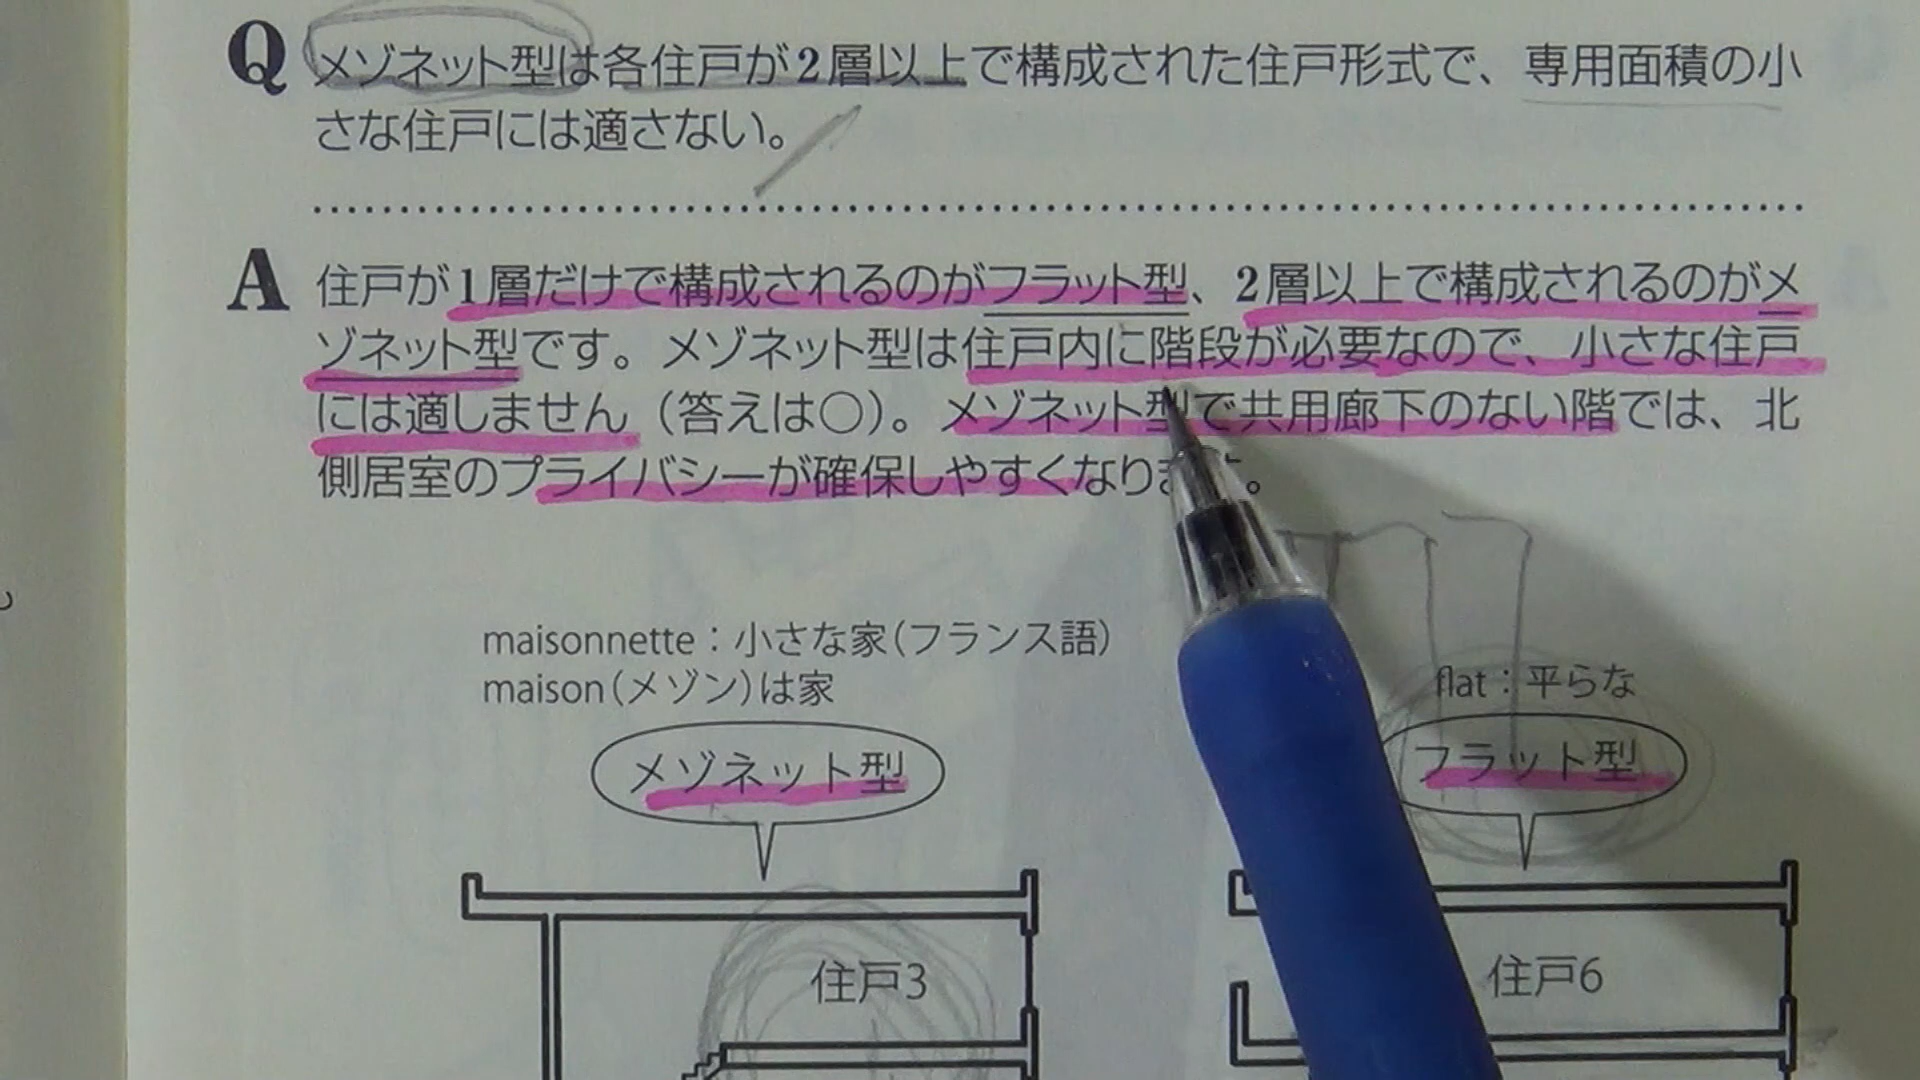 Q メゾネット型は各住戸が2層以上で構成された住戸形式で、専用面積の小
さな住戸には適さない。
A 住戸が1層だけで構成されるのがフラット型、2層以上で構成されるのがメ
ゾネット型です。メゾネット型は住戸内に階段が必要なので、小さな住戸
には適しません（答えは○）。メゾネット型で共用廊下のない階では、北
側居室のプライバシーが確保しやすくなります。
maisonnette：小さな家（フランス語）
maison（メゾン）は家
flat：平らな
メゾネット型
フラット型
住戸3
住戸6